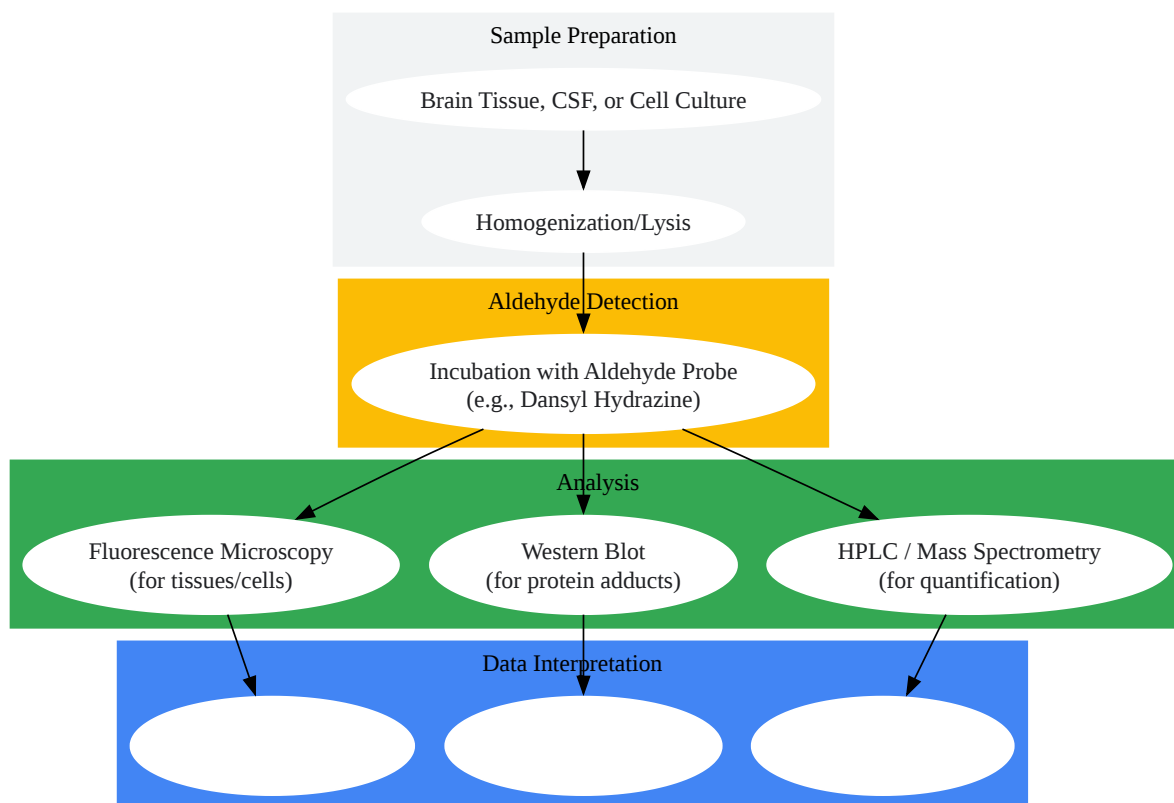 Sample Preparation
Brain Tissue, CSF, or Cell Culture
Homogenization/Lysis
Aldehyde Detection
Incubation with Aldehyde Probe
(e.g., Dansyl Hydrazine)
Analysis
Fluorescence Microscopy
(for tissues/cells)
Western Blot
(for protein adducts)
HPLC / Mass Spectrometry
(for quantification)
Data Interpretation